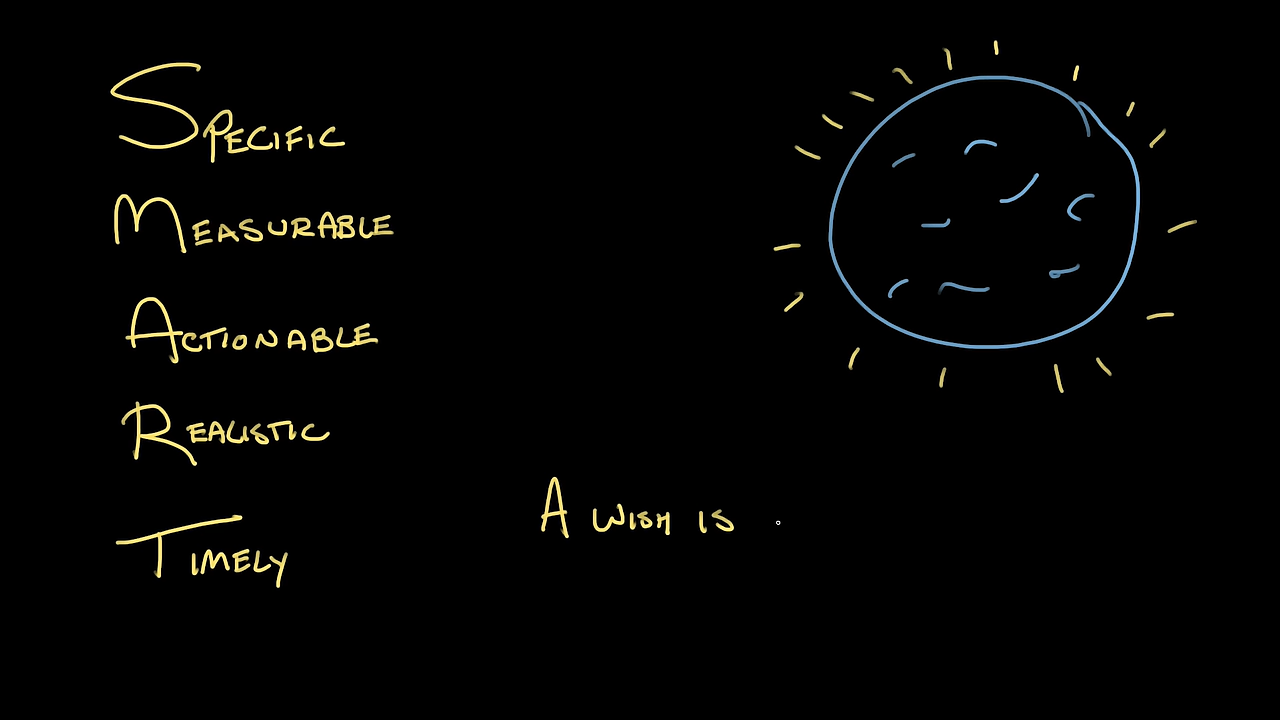 Specific
Measurable
Actionable
Realistic
Timely
A wish is